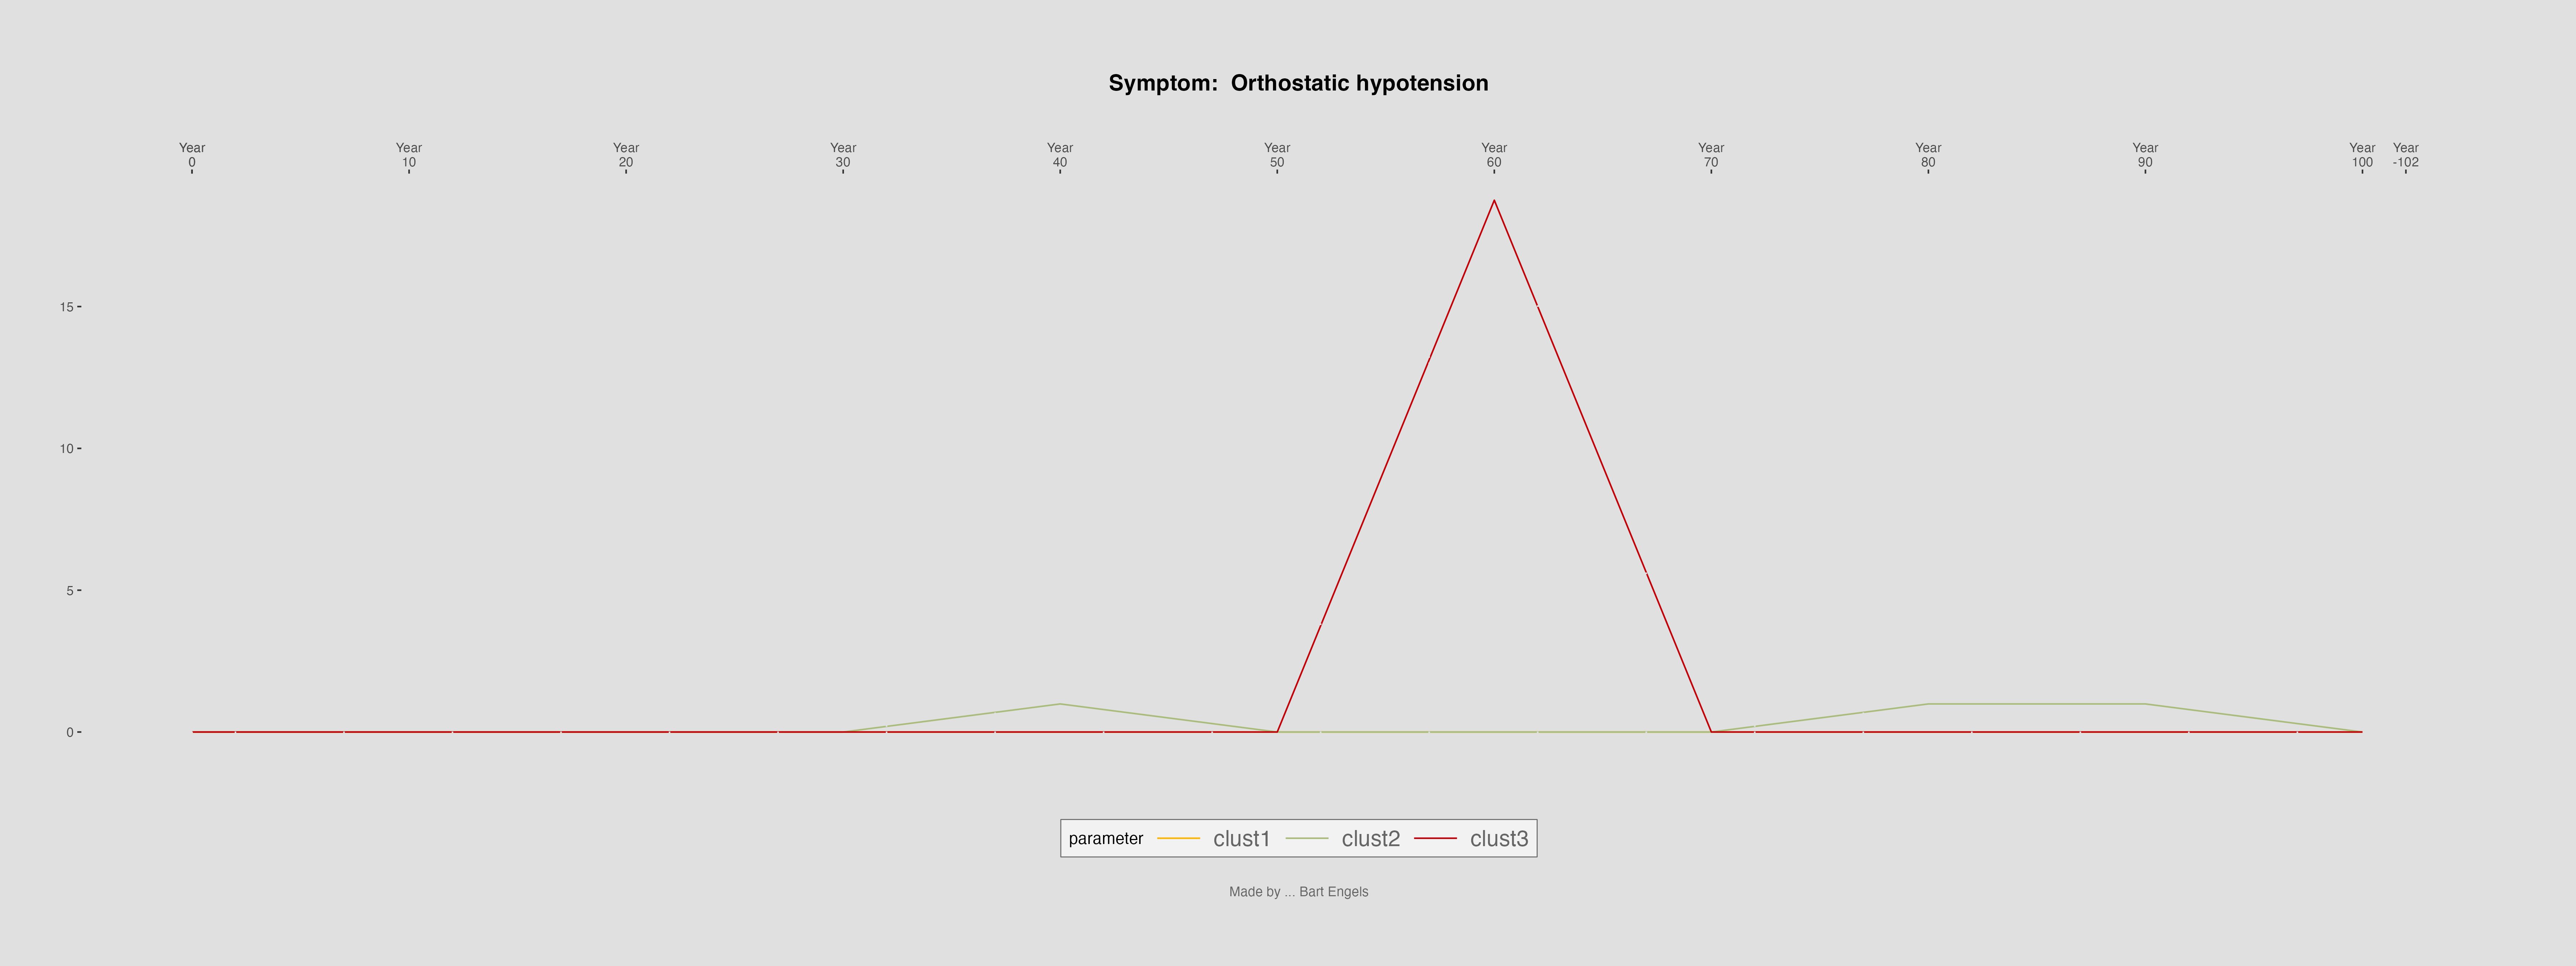 Symptom:  Orthostatic hypotension
Year Year Year Year Year Year Year Year Year Year Year Year
0 10 20 30 40 50 60 70 80 90 100 -102
15
10
5
0
parameter clust1 clust2 clust3
Made by ... Bart Engels